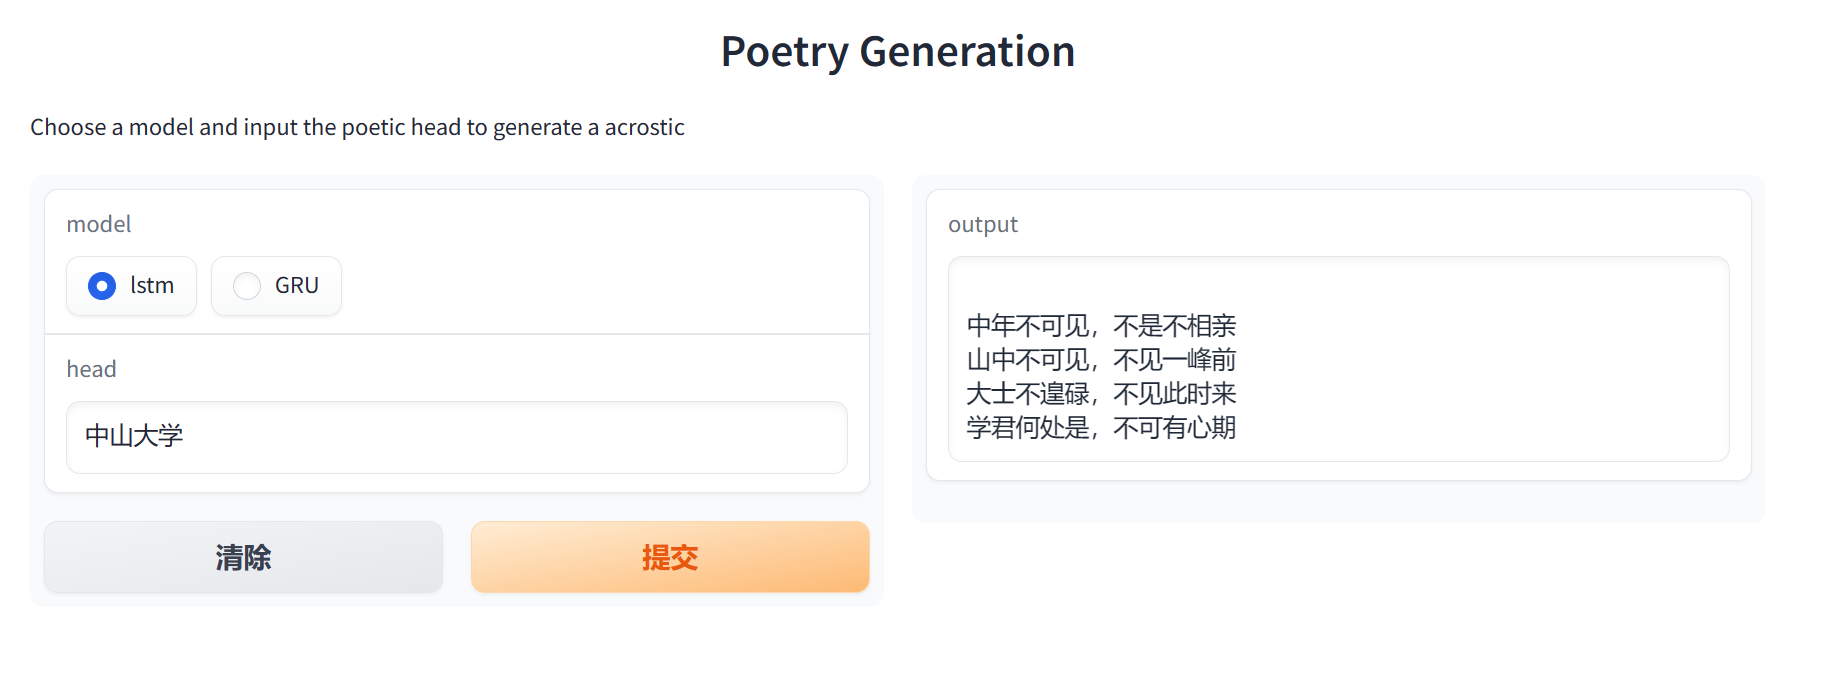 Poetry Generation
Choose a model and input the poetic head to generate a acrostic
model
lstm
GRU
head
中山大学
清除
提交
output
中年不可见，不是不相亲
山中不可见，不见一峰前
大士不遑碌，不见此时来
学君何处是，不可有心期